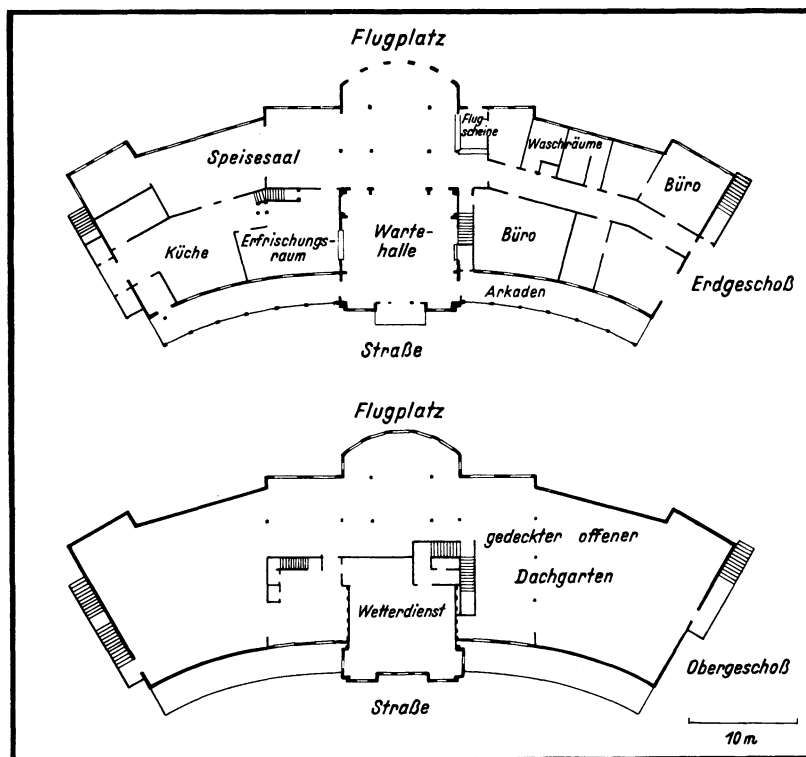 Flugplatz
Flug-
scheine
Waschräume
Speisesaal
Büro
Küche
Erfrischungs-
raum
Warte-
halle
Büro
Arkaden
Erdgeschoß
Straße
Flugplatz
gedeckter offener
Dachgarten
Wetterdienst
Obergeschoß
Straße
10 m